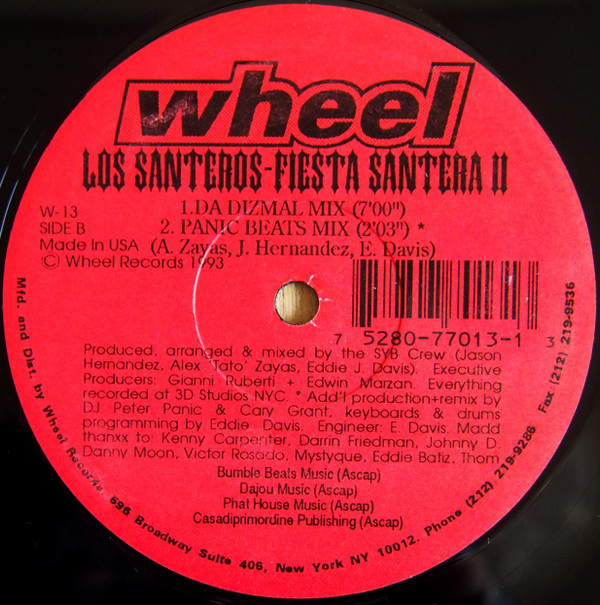 wheel
LOS SANTEROS-FIESTA SANTERA II
1.DA DIZMAL MIX (7'00")
2. PANIC BEATS MIX (2'03") *
(A. Zayas, J. Hernandez, E. Davis)
W-13
SIDE B
Made in USA
© Wheel Records 1993
7 5280-77013-1 3
Produced, arranged & mixed by the SYB Crew (Jason
Hernandez, Alex 'Tato' Zayas, Eddie J. Davis). Executive
Producers: Gianni Ruberti + Edwin Marzan. Everything
recorded at 3D Studios NYC. * Add'l production+remix by
DJ Peter Panic & Cary Grant, keyboards & drums
programming by Eddie Davis. Engineer: E. Davis. Madd
thanxx to: Kenny Carpenter, Darrin Friedman, Johnny D.
Danny Moon, Victor Rosado, Mystyque, Eddie Batiz, Thom
Bumble Beats Music (Ascap)
Dajou Music (Ascap)
Phat House Music (Ascap)
Casadiprimordine Publishing (Ascap)
Mfd. and Dist. by Wheel Records, 696 Broadway Suite 406, New York NY 10012. Phone (212) 219-9286 Fax (212) 219-9536